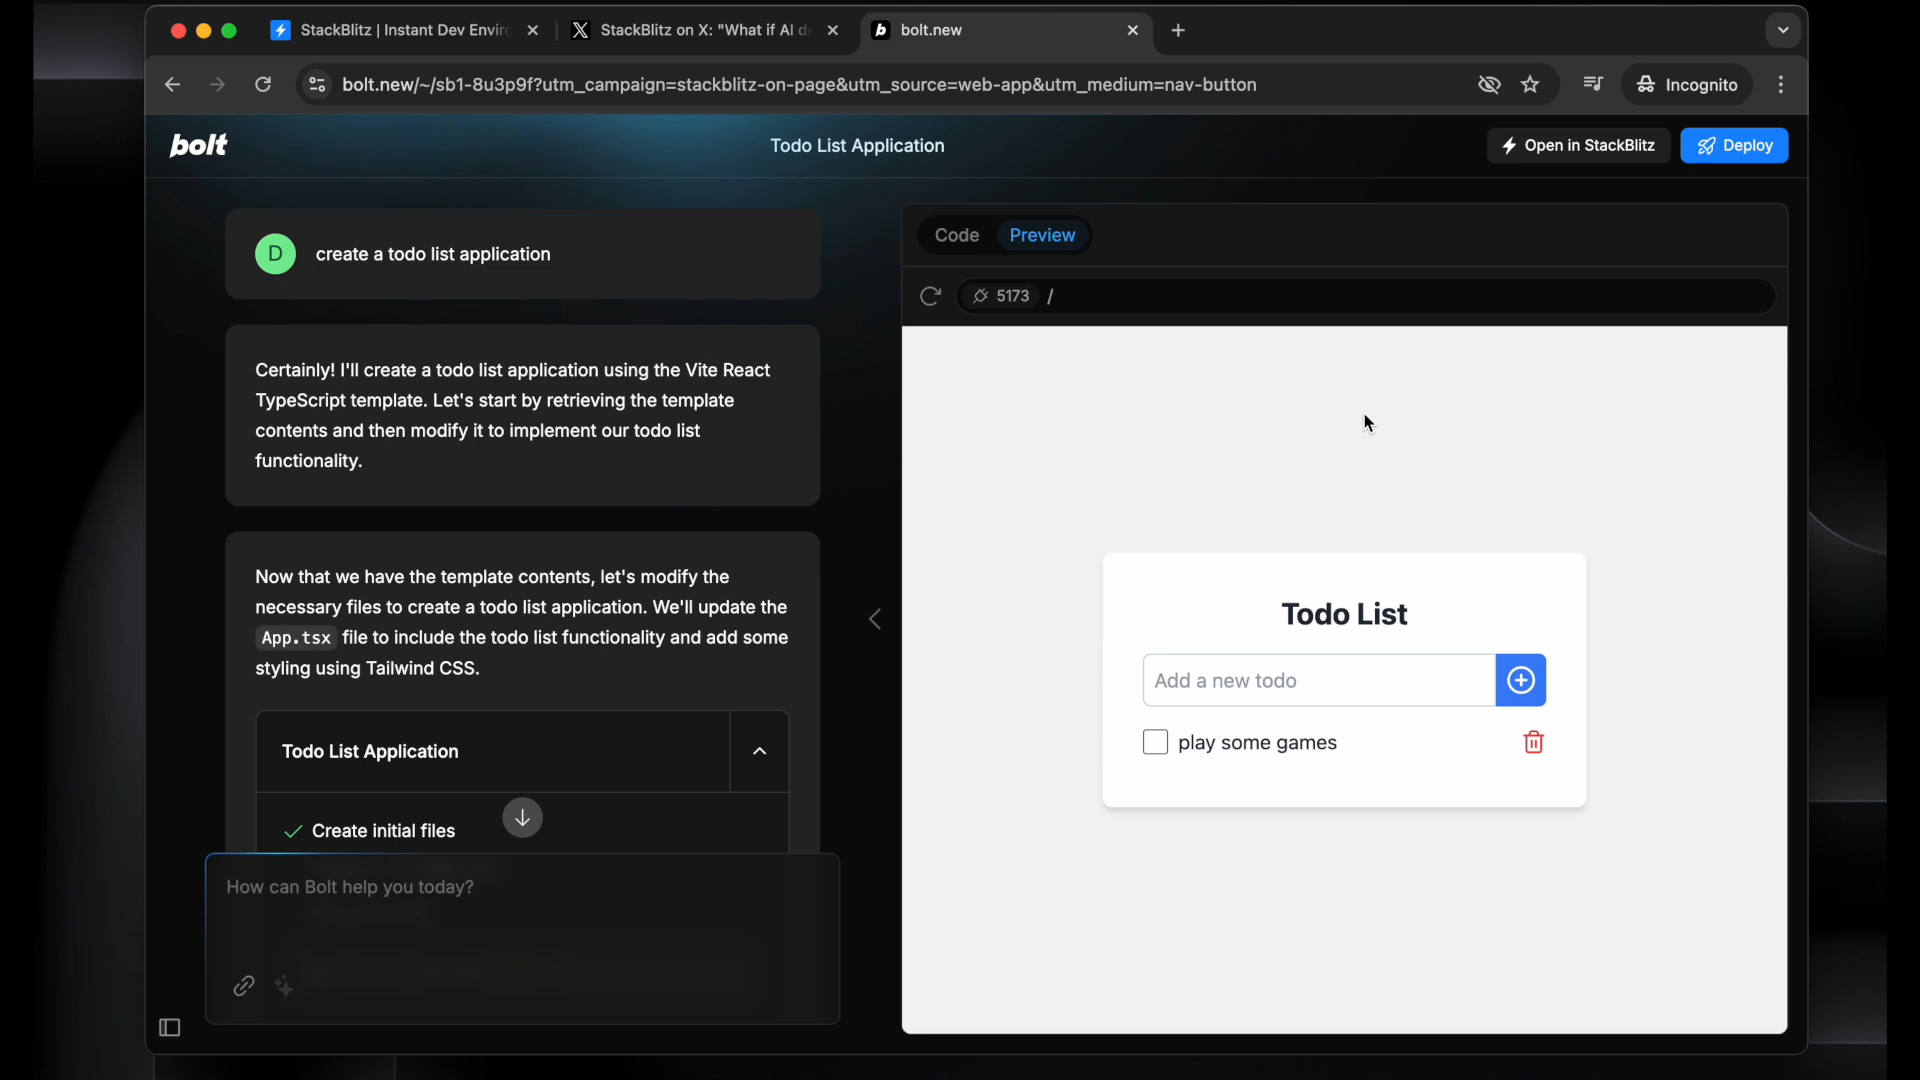 StackBlitz | Instant Dev Enviro
StackBlitz on X: "What if AI d
bolt.new
bolt.new/~/sb1-8u3p9f?utm_campaign=stackblitz-on-page&utm_source=web-app&utm_medium=nav-button
Incognito
bolt
Todo List Application
Open in StackBlitz
Deploy
D
create a todo list application
Certainly! I'll create a todo list application using the Vite React
TypeScript template. Let's start by retrieving the template
contents and then modify it to implement our todo list
functionality.
Now that we have the template contents, let's modify the
necessary files to create a todo list application. We'll update the
App.tsx file to include the todo list functionality and add some
styling using Tailwind CSS.
Todo List Application
Create initial files
How can Bolt help you today?
Code
Preview
5173 /
Todo List
Add a new todo
play some games